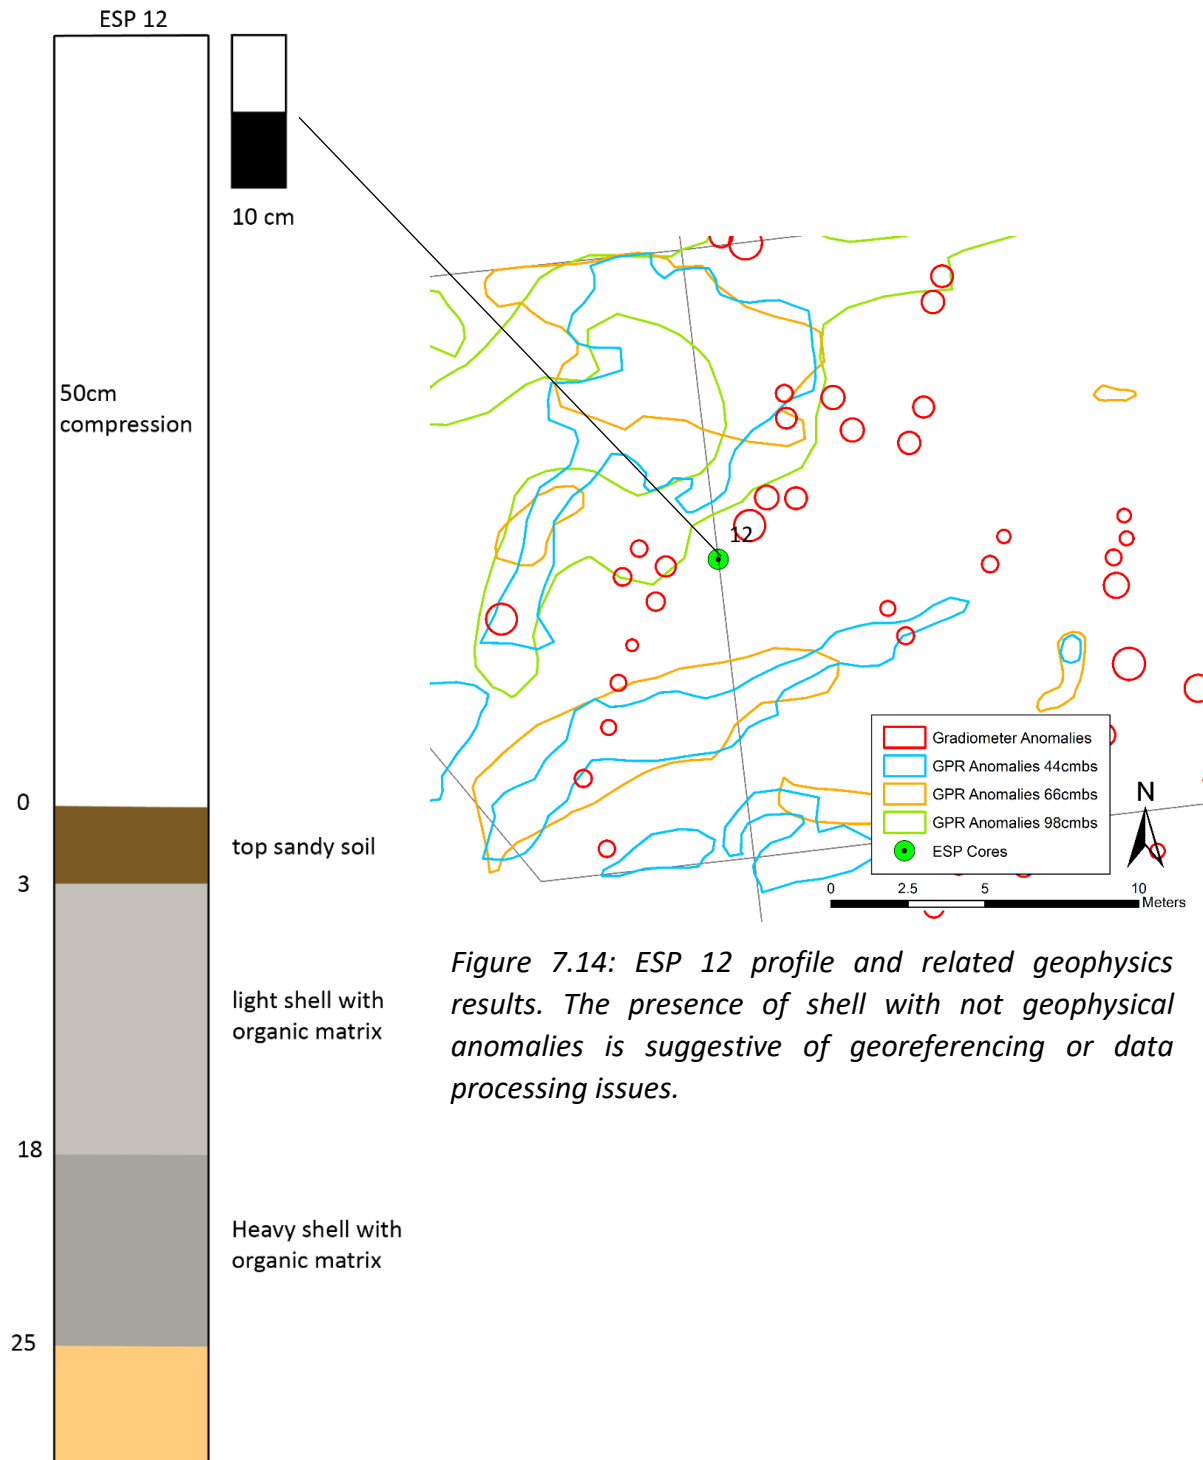 ESP 12
10 cm
50cm
compression
0
top sandy soil
3
light shell with
organic matrix
18
Heavy shell with
organic matrix
25
12
Gradiometer Anomalies
GPR Anomalies 44cmbs
GPR Anomalies 66cmbs
GPR Anomalies 98cmbs
ESP Cores
N
0 2.5 5 10
Meters
Figure 7.14: ESP 12 profile and related geophysics
results. The presence of shell with not geophysical
anomalies is suggestive of georeferencing or data
processing issues.